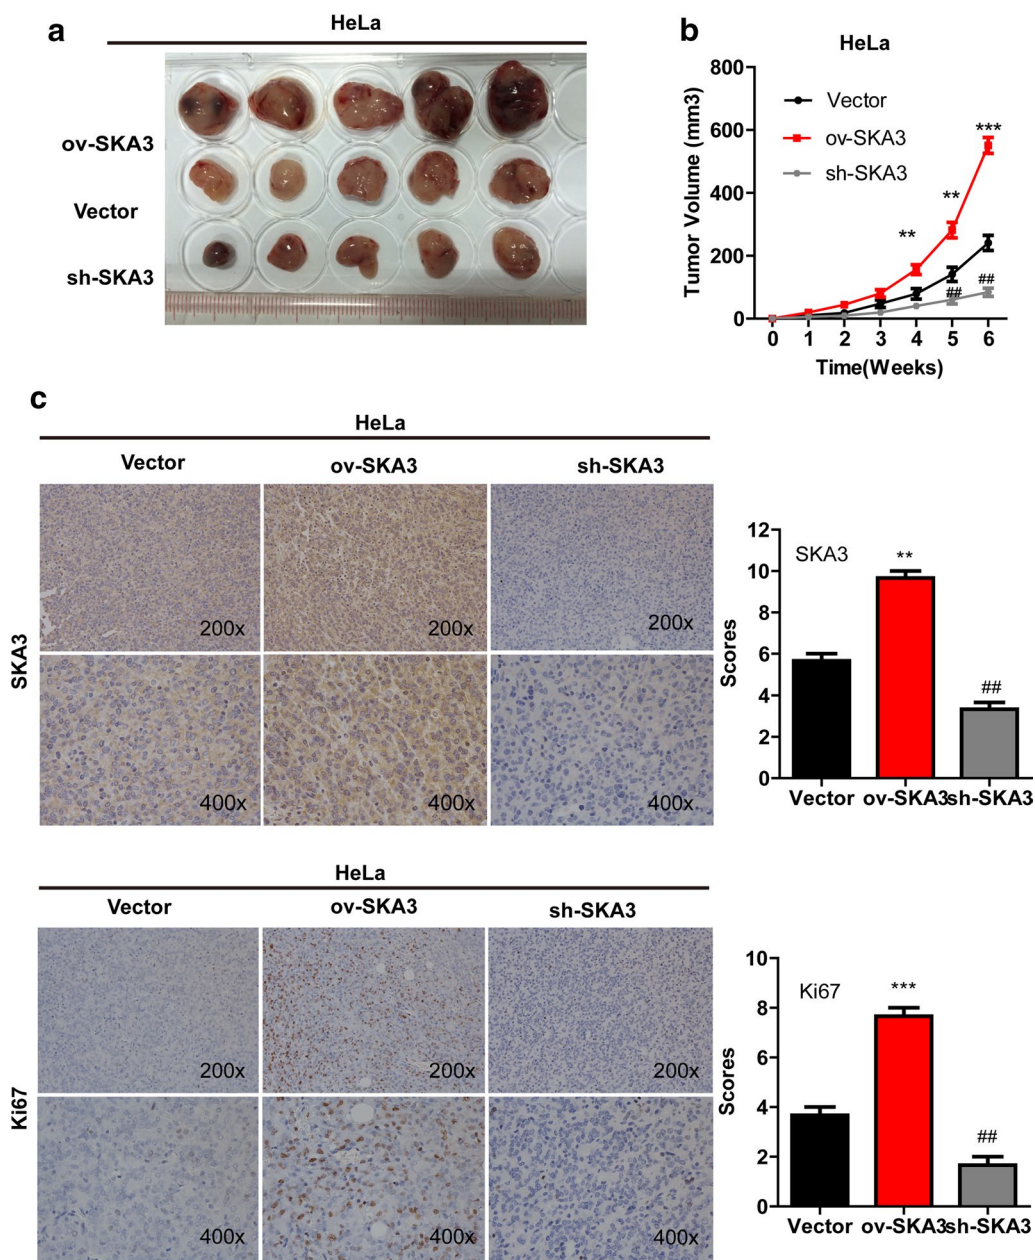 a
HeLa
ov-SKA3
Vector
sh-SKA3
b
HeLa
Tumor Volume (mm3)
800
600
400
200
0
Vector
ov-SKA3
sh-SKA3
**
**
***
##
##
0 1 2 3 4 5 6
Time(Weeks)
c
HeLa
Vector ov-SKA3 sh-SKA3
SKA3
200x 200x 200x
400x 400x 400x
Scores
12
10
8
6
4
2
0
SKA3
**
##
Vector ov-SKA3 sh-SKA3
HeLa
Vector ov-SKA3 sh-SKA3
Ki67
200x 200x 200x
400x 400x 400x
Scores
10
8
6
4
2
0
Ki67
***
##
Vector ov-SKA3 sh-SKA3